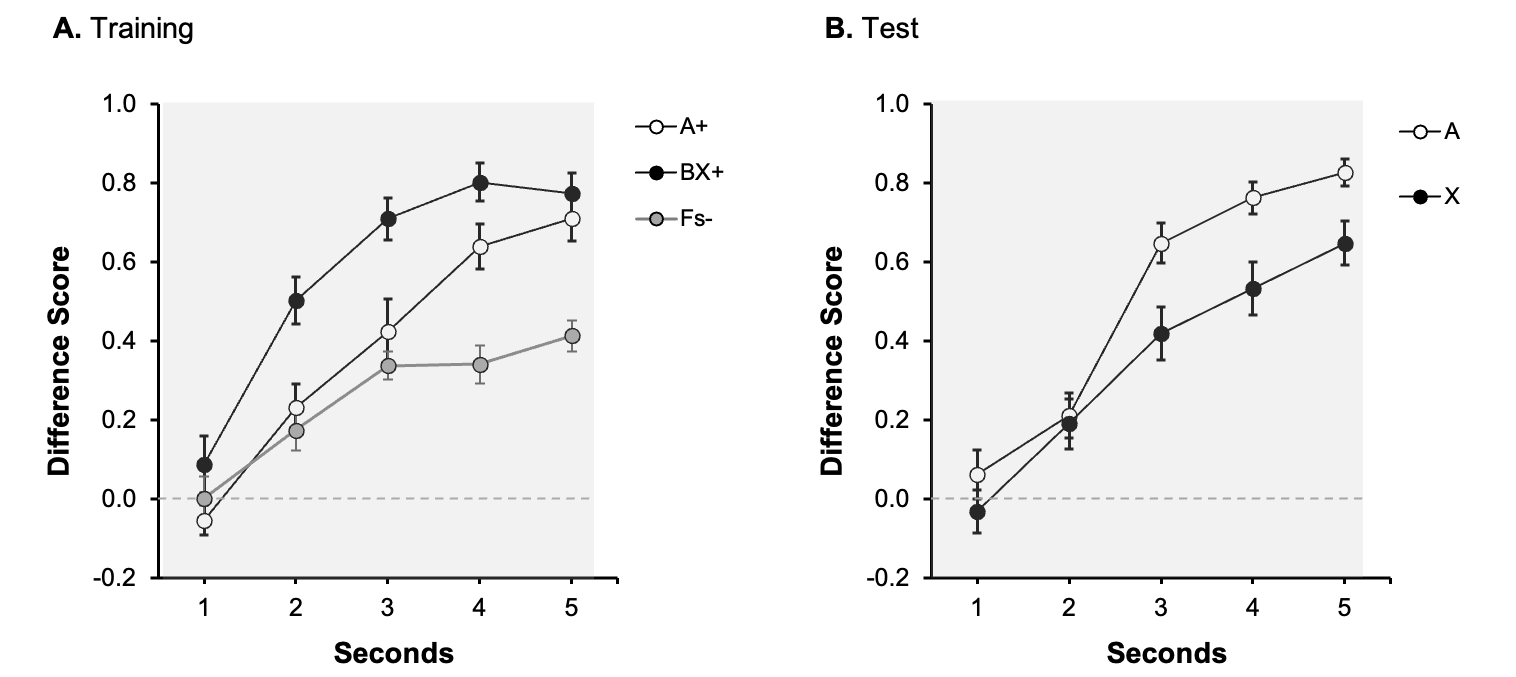 A. Training
1.0
0.8
0.6
0.4
0.2
0.0
-0.2
Difference Score
1 2 3 4 5
Seconds
A+
BX+
Fs-
B. Test
1.0
0.8
0.6
0.4
0.2
0.0
-0.2
Difference Score
1 2 3 4 5
Seconds
A
X